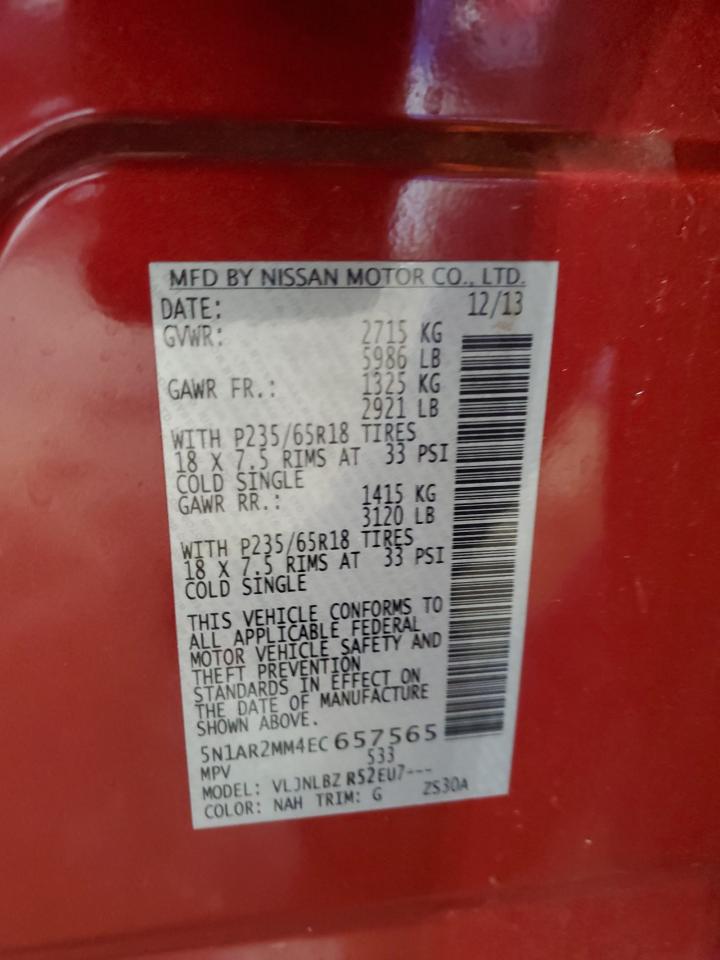 MFD BY NISSAN MOTOR CO., LTD.
DATE: 12/13
GVWR: 2715 KG
5986 LB
GAWR FR.: 1325 KG
2921 LB
WITH P235/65R18 TIRES
18 X 7.5 RIMS AT 33 PSI
COLD SINGLE
GAWR RR.: 1415 KG
3120 LB
WITH P235/65R18 TIRES
18 X 7.5 RIMS AT 33 PSI
COLD SINGLE
THIS VEHICLE CONFORMS TO
ALL APPLICABLE FEDERAL
MOTOR VEHICLE SAFETY AND
THEFT PREVENTION
STANDARDS IN EFFECT ON
THE DATE OF MANUFACTURE
SHOWN ABOVE.
5N1AR2MM4EC657565
MPV 533
MODEL: VLJNLBZ R52EU7---
COLOR: NAH TRIM: G ZS30A